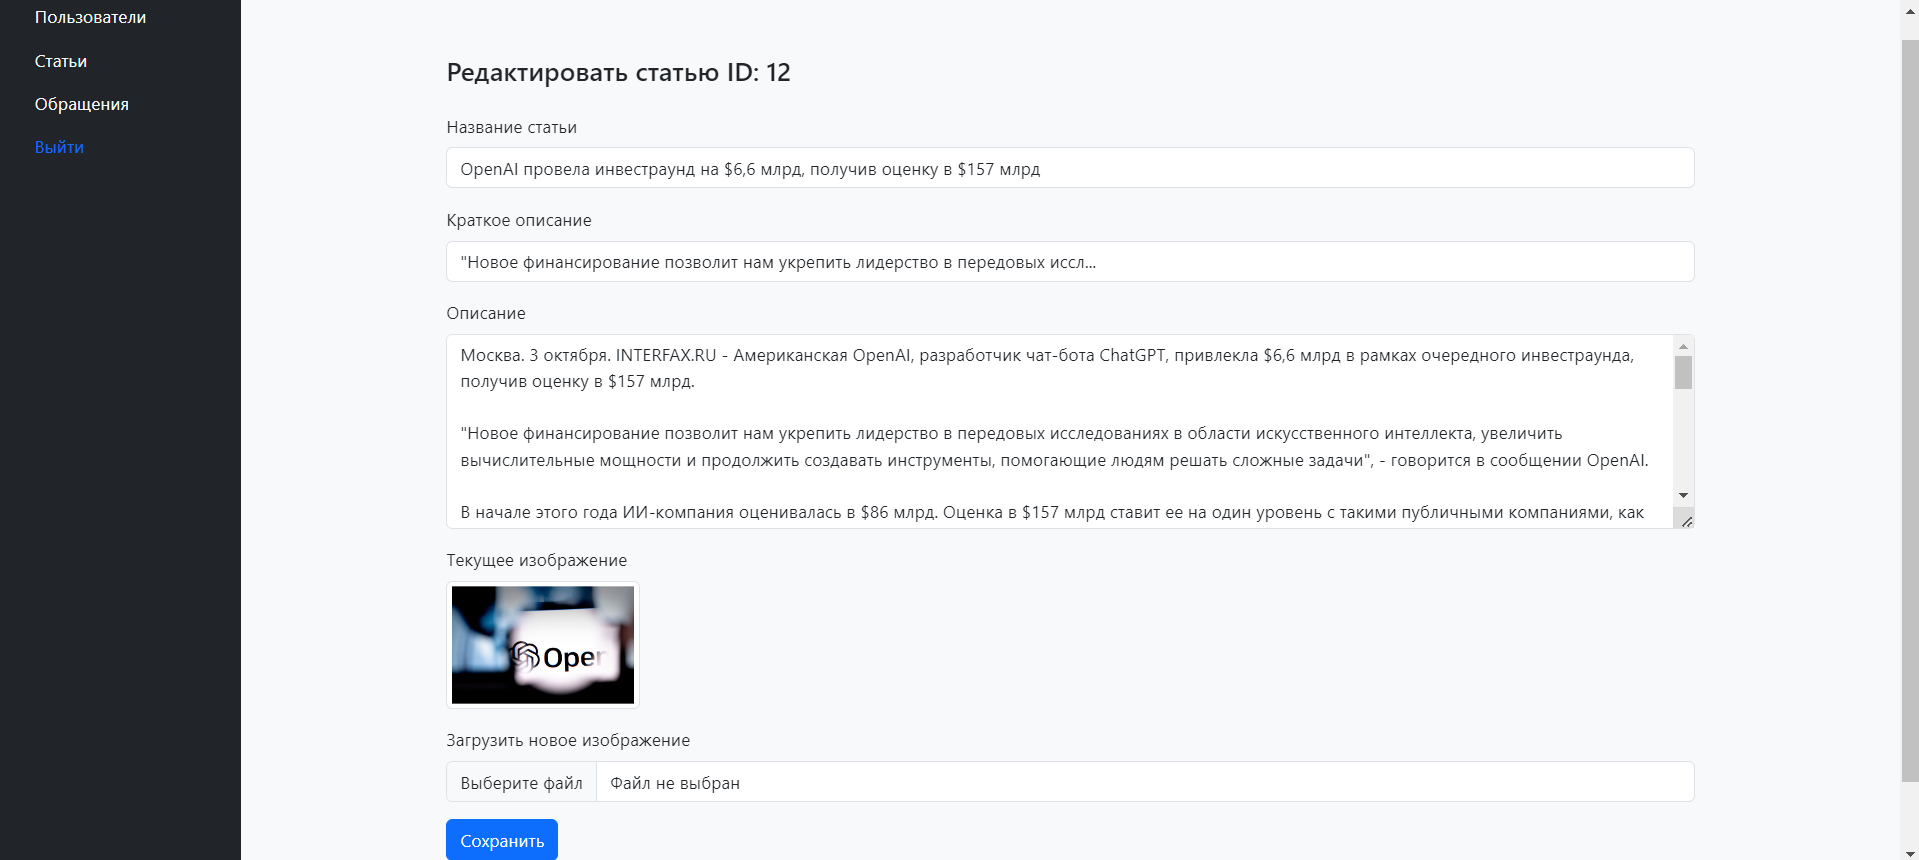 Пользователи
Статьи
Обращения
Выйти
Редактировать статью ID: 12
Название статьи
OpenAI провела инвестраунд на $6,6 млрд, получив оценку в $157 млрд
Краткое описание
"Новое финансирование позволит нам укрепить лидерство в передовых иссл...
Описание
Москва. 3 октября. INTERFAX.RU - Американская OpenAI, разработчик чат-бота ChatGPT, привлекла $6,6 млрд в рамках очередного инвестраунда,
получив оценку в $157 млрд.
"Новое финансирование позволит нам укрепить лидерство в передовых исследованиях в области искусственного интеллекта, увеличить
вычислительные мощности и продолжить создавать инструменты, помогающие людям решать сложные задачи", - говорится в сообщении OpenAI.
В начале этого года ИИ-компания оценивалась в $86 млрд. Оценка в $157 млрд ставит ее на один уровень с такими публичными компаниями, как
Текущее изображение
Oper
Загрузить новое изображение
Выберите файл Файл не выбран
Сохранить